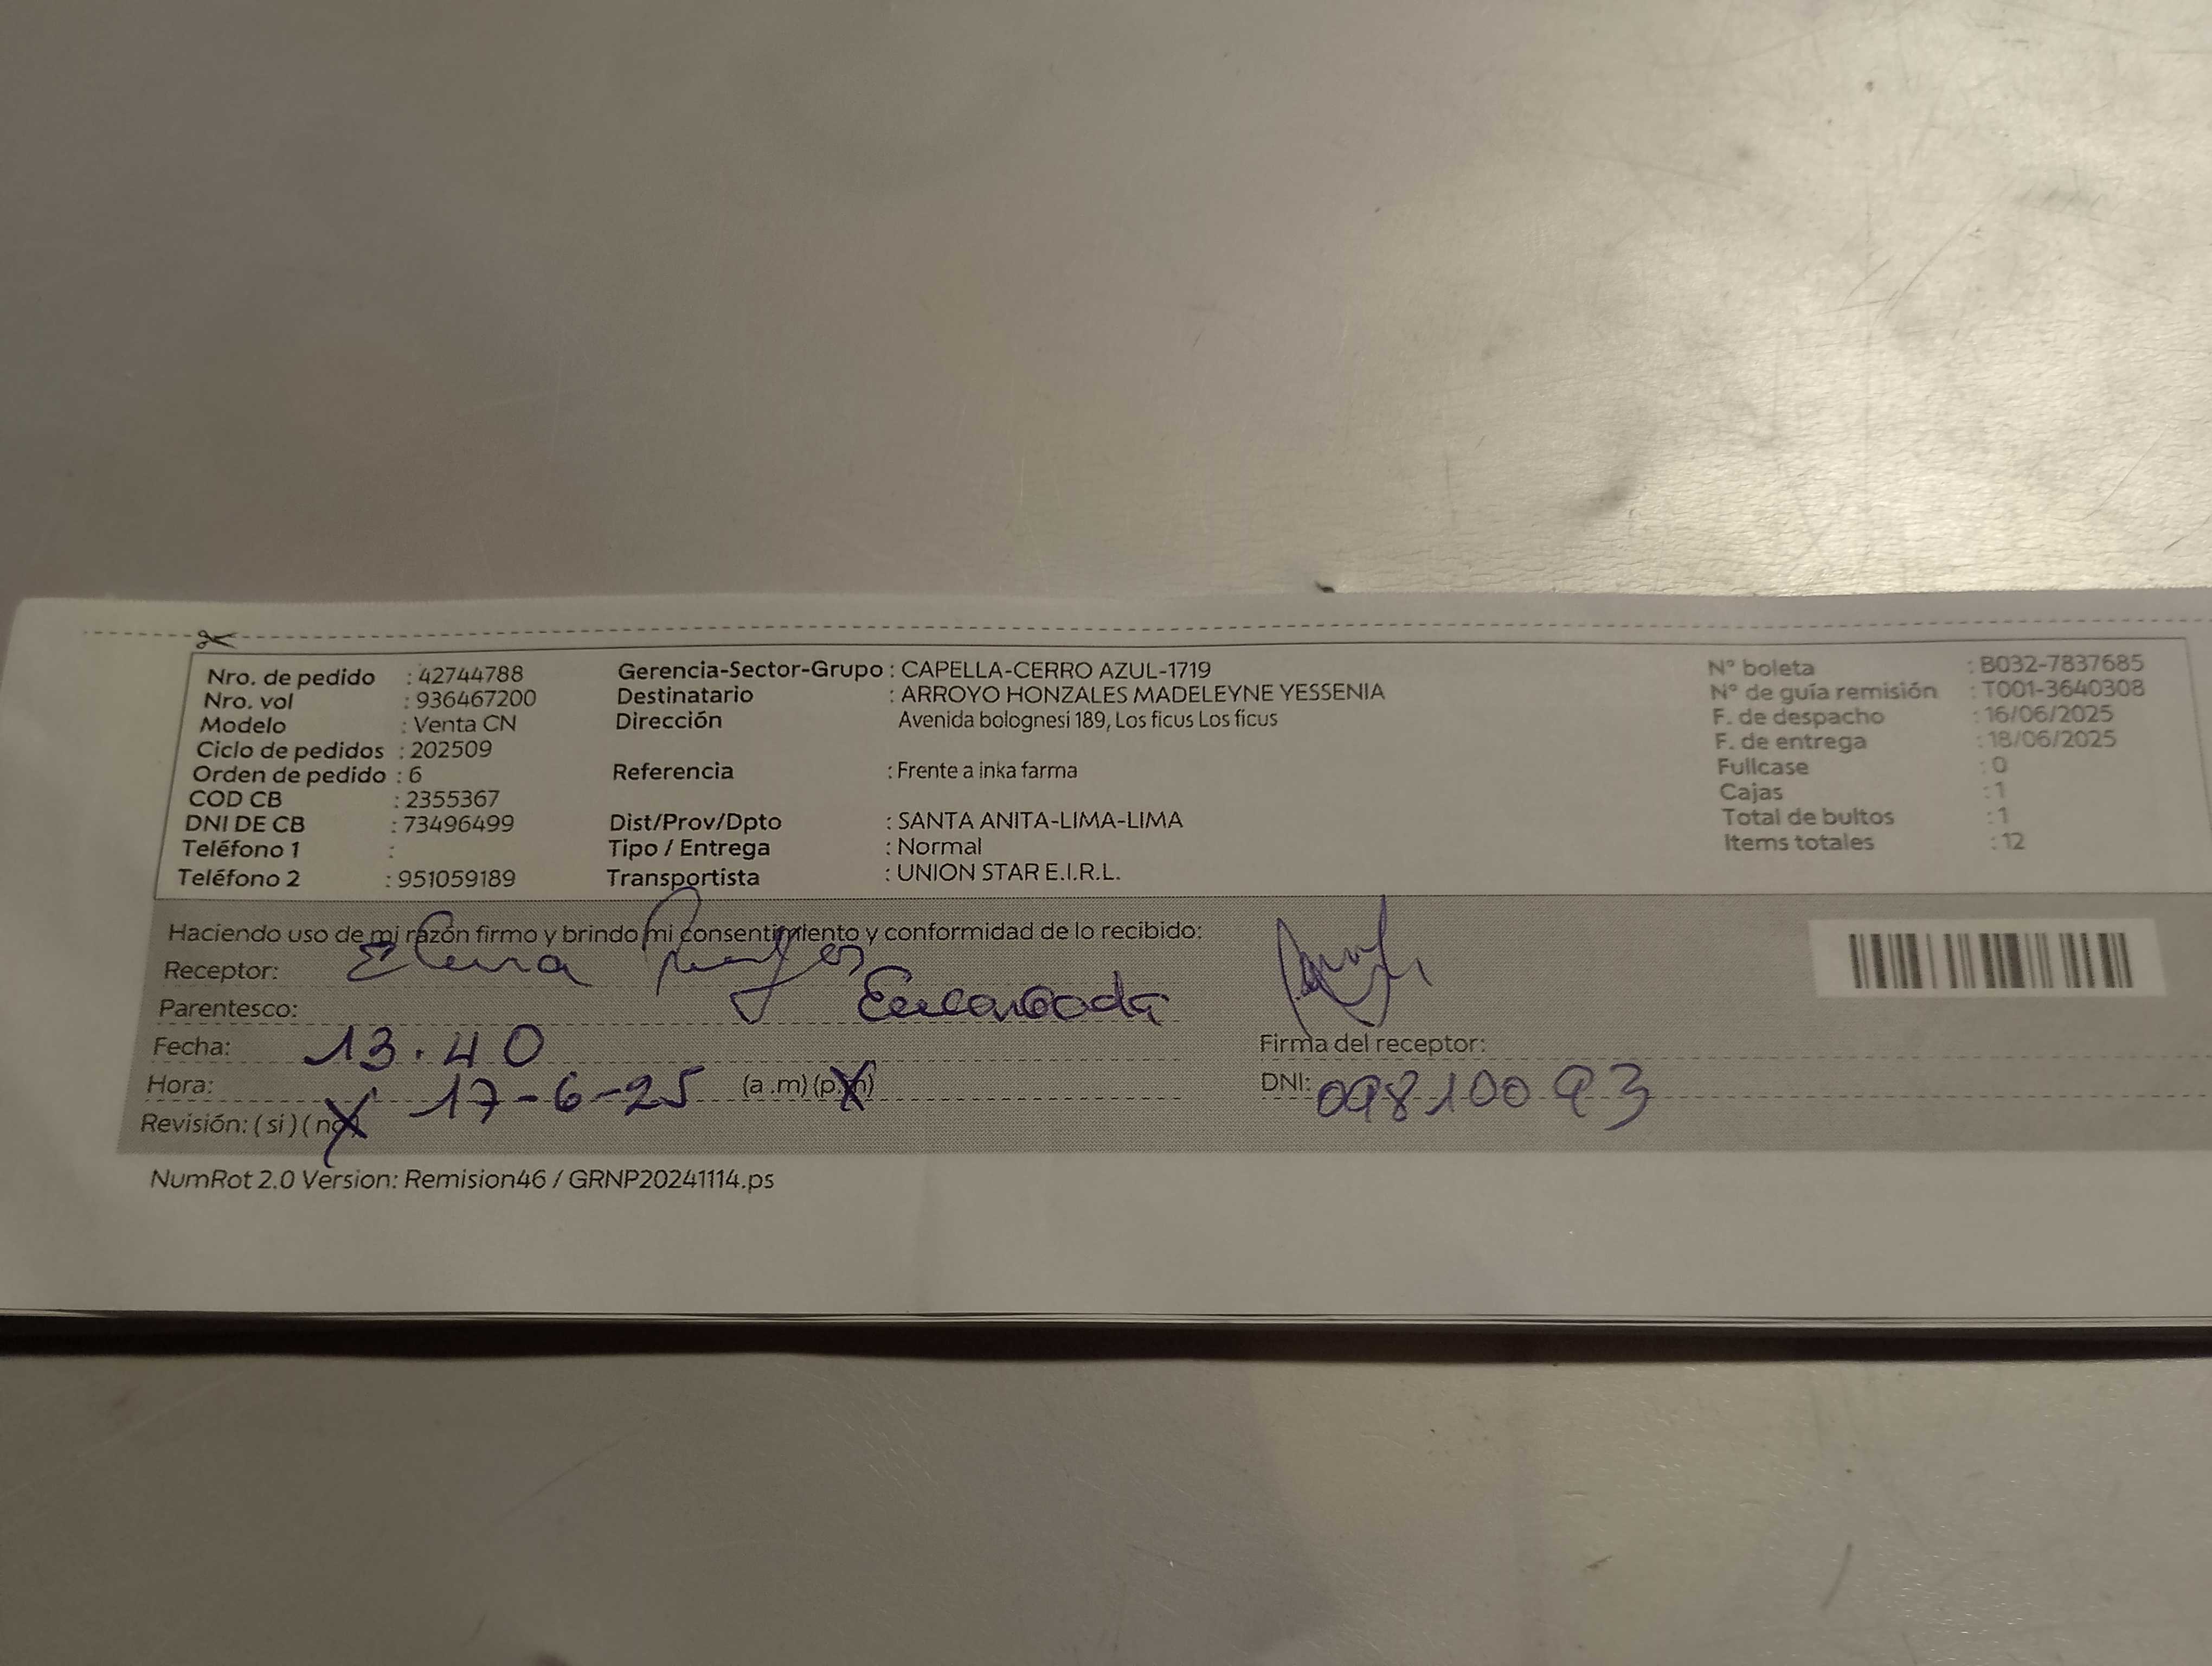 Nro. de pedido : 42744788
Nro. vol : 936467200
Modelo : Venta CN
Ciclo de pedidos : 202509
Orden de pedido : 6
COD CB : 2355367
DNI DE CB : 73496499
Teléfono 1 :
Teléfono 2 : 951059189
Gerencia-Sector-Grupo : CAPELLA-CERRO AZUL-1719
Destinatario : ARROYO HONZALES MADELEYNE YESSENIA
Dirección Avenida bolognesi 189, Los ficus Los ficus
Referencia : Frente a inka farma
Dist/Prov/Dpto : SANTA ANITA-LIMA-LIMA
Tipo / Entrega : Normal
Transportista : UNION STAR E.I.R.L.
N° boleta : B032-7837685
N° de guía remisión : T001-3640308
F. de despacho : 16/06/2025
F. de entrega : 18/06/2025
Fullcase : 0
Cajas : 1
Total de bultos : 1
Items totales : 12
Haciendo uso de mi razón firmo y brindo mi consentimiento y conformidad de lo recibido:
Receptor: Elena
Parentesco: Encargada
Fecha: 13.40
Hora: 17-6-25 (a .m) (p.m)
Revisión: ( si ) ( no )
Firma del receptor:
DNI: 09810093
NumRot 2.0 Version: Remision46 / GRNP20241114.ps